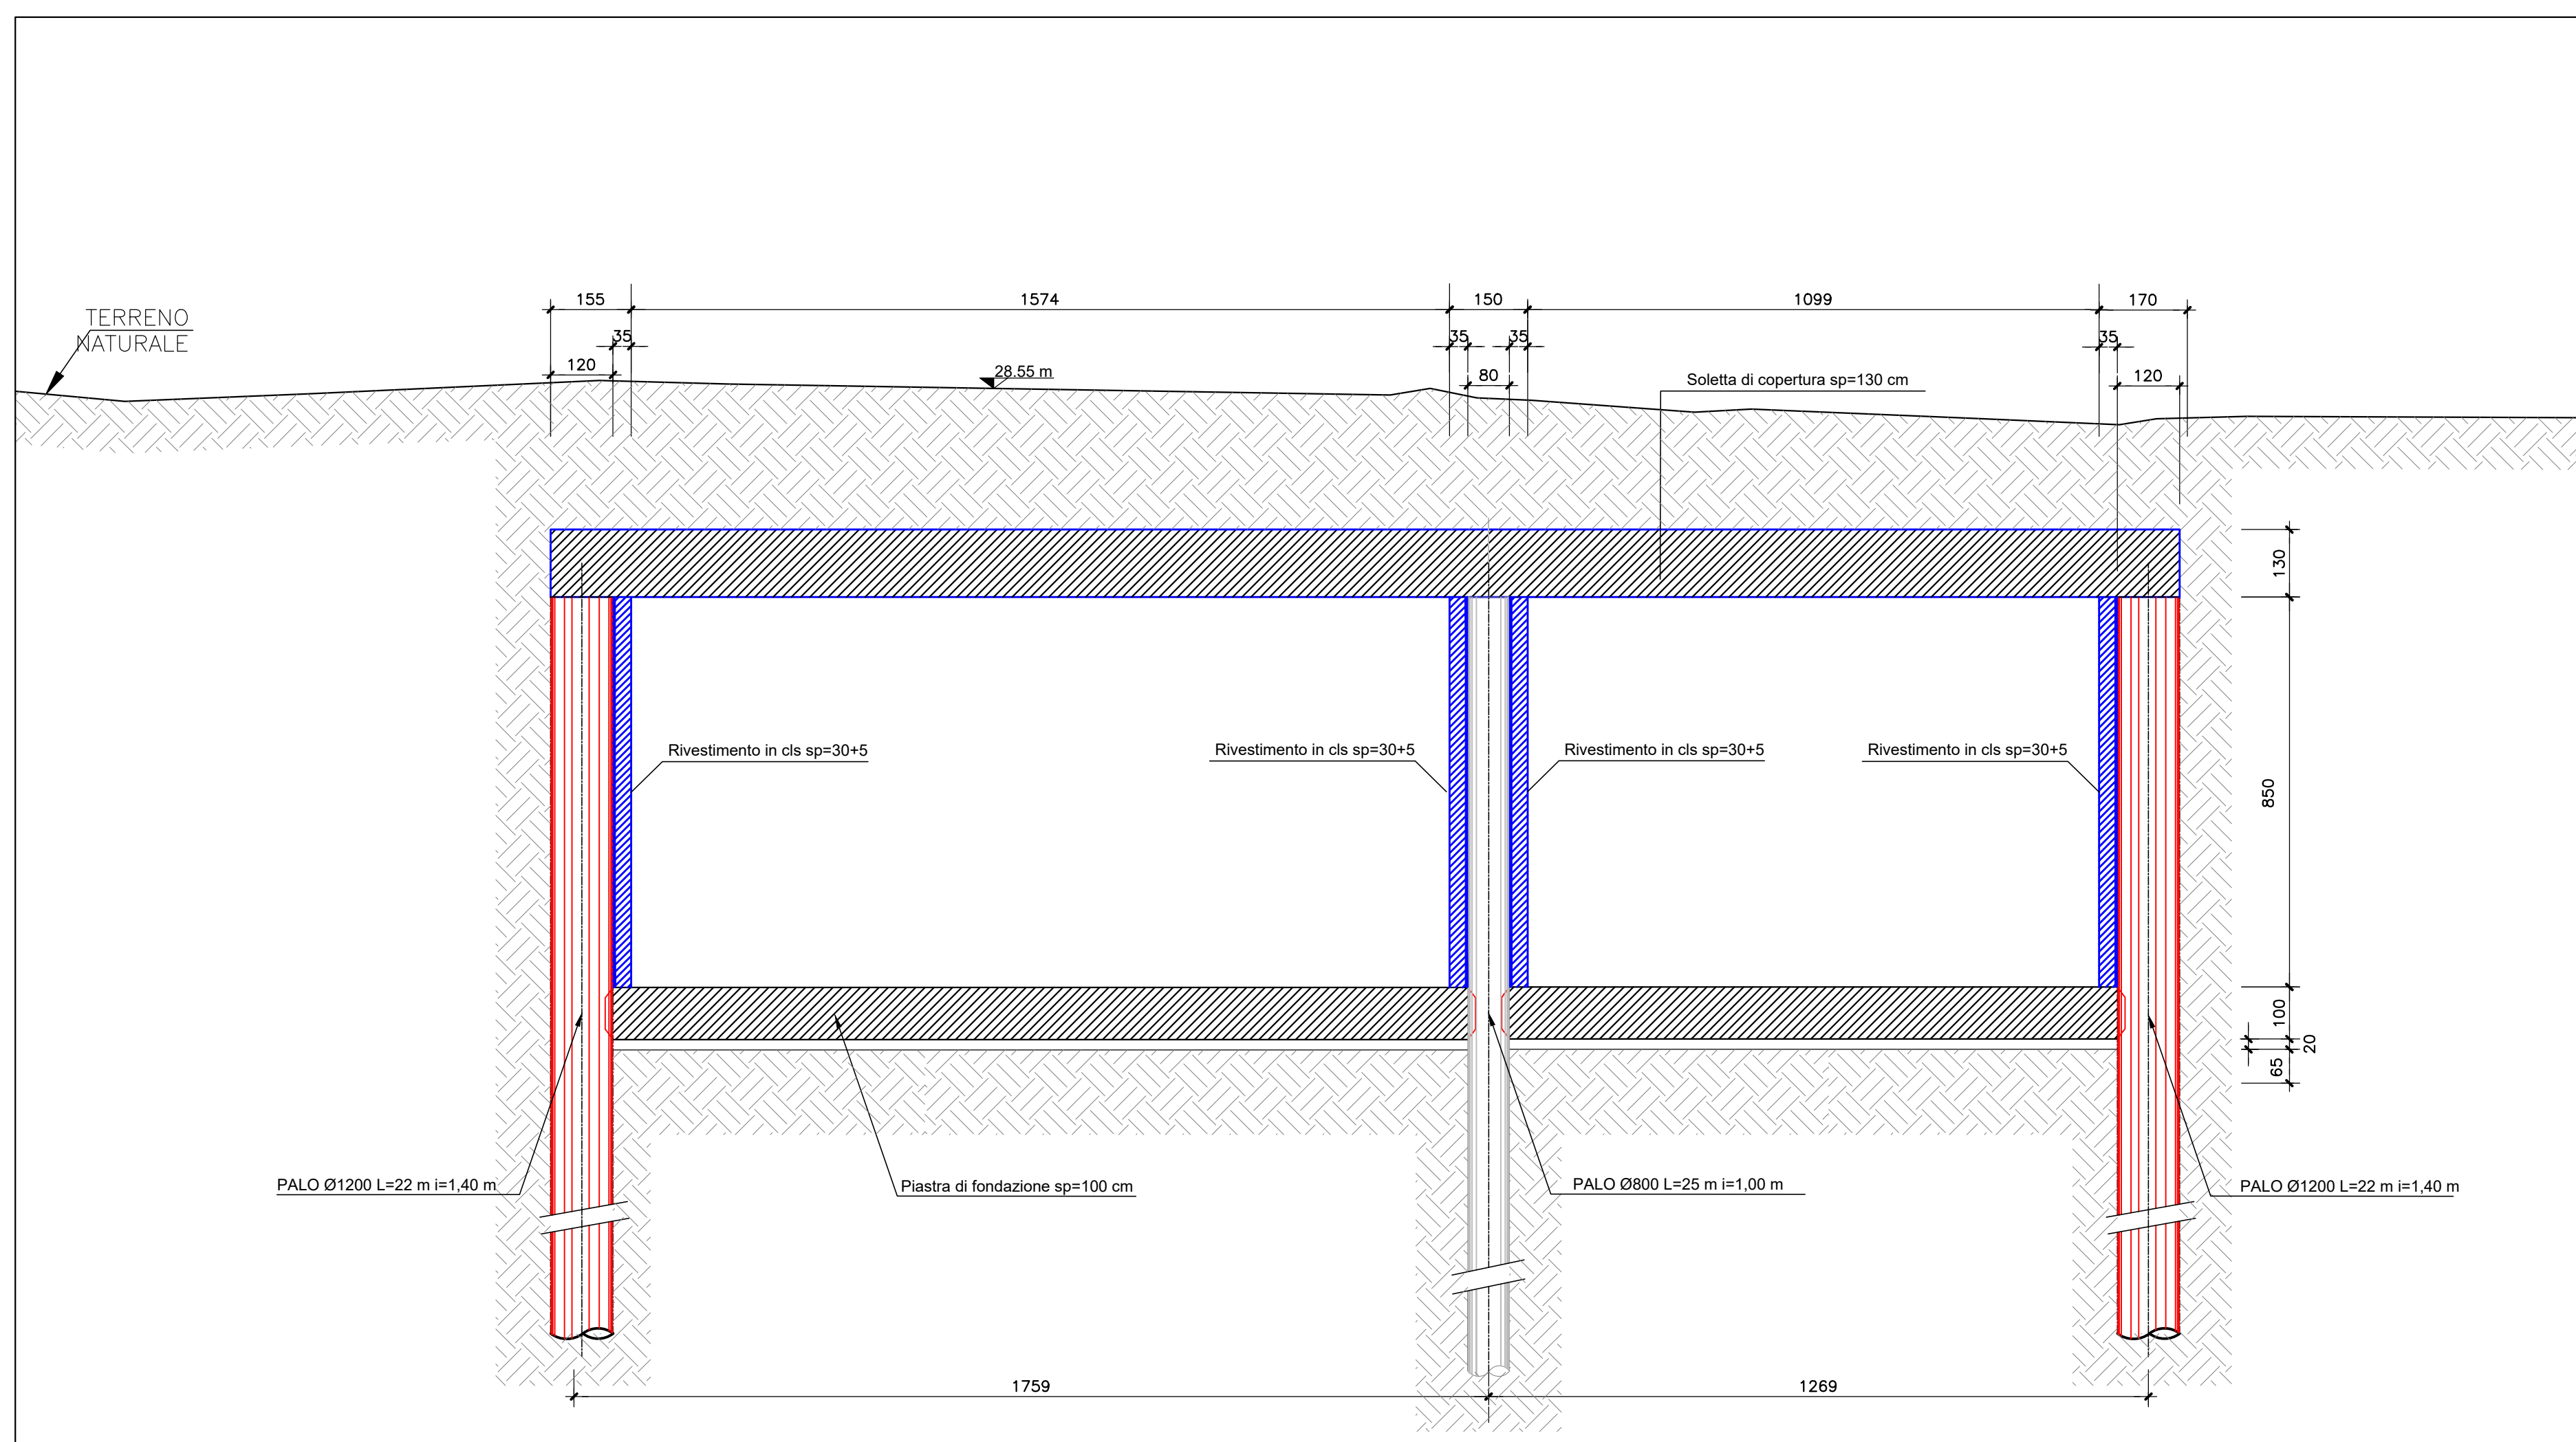 155
1574
150
1099
170
TERRENO
NATURALE
35
35
35
35
120
28.55 m
80
Soletta di copertura sp=130 cm
120
130
Rivestimento in cls sp=30+5
Rivestimento in cls sp=30+5
Rivestimento in cls sp=30+5
Rivestimento in cls sp=30+5
850
100
20
65
PALO Ø1200 L=22 m i=1,40 m
Piastra di fondazione sp=100 cm
PALO Ø800 L=25 m i=1,00 m
PALO Ø1200 L=22 m i=1,40 m
1759
1269